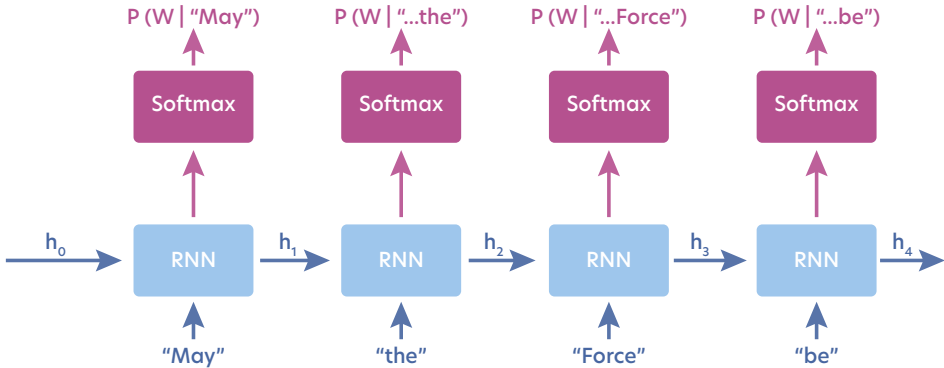 P (W | “May”) P (W | “...the”) P (W | “...Force”) P (W | “...be”)
Softmax Softmax Softmax Softmax
h₀ h₁ h₂ h₃ h₄
RNN RNN RNN RNN
“May” “the” “Force” “be”